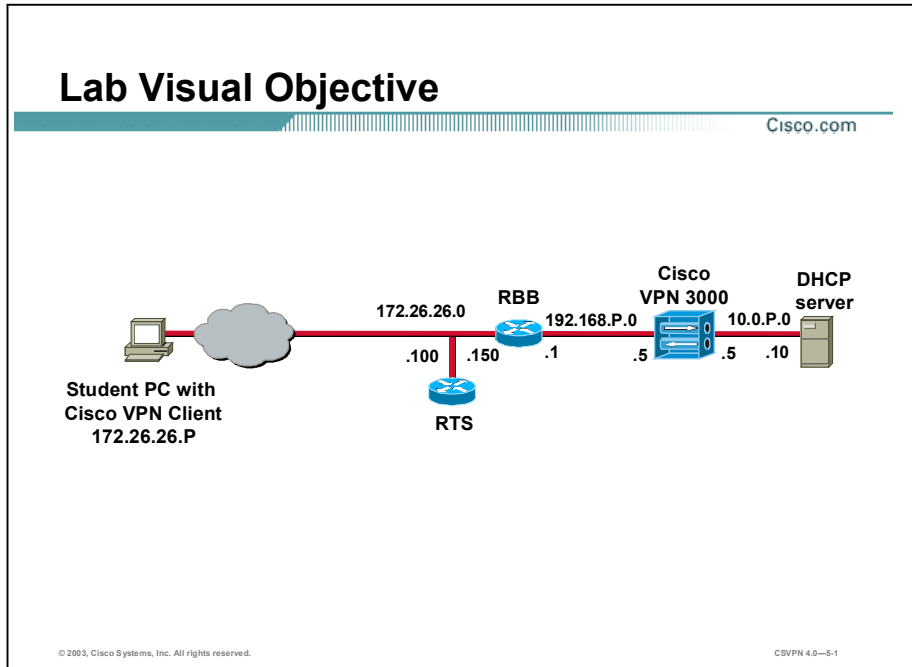 Lab Visual Objective
Cisco.com
Cisco
VPN 3000
DHCP
server
RBB
172.26.26.0
192.168.P.0
10.0.P.0
.100
.150
.1
.5
.5
.10
Student PC with
Cisco VPN Client
172.26.26.P
RTS
© 2003, Cisco Systems, Inc. All rights reserved.
CSVPN 4.0—5-1